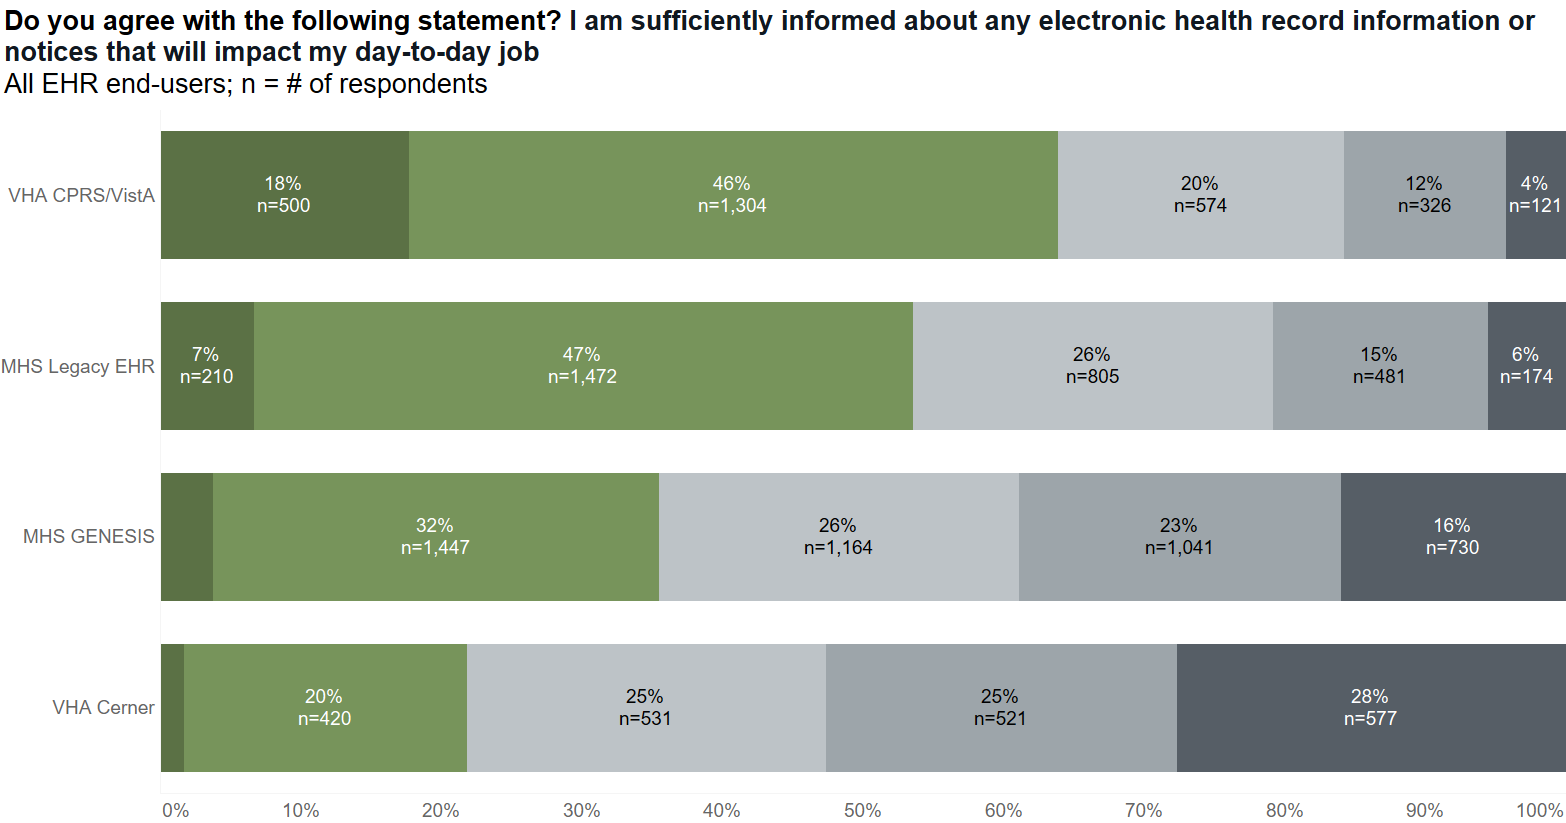 Do you agree with the following statement? I am sufficiently informed about any electronic health record information or
notices that will impact my day-to-day job
All EHR end-users; n = # of respondents
VHA CPRS/VistA
18%
n=500
46%
n=1,304
20%
n=574
12%
n=326
4%
n=121
MHS Legacy EHR
7%
n=210
47%
n=1,472
26%
n=805
15%
n=481
6%
n=174
MHS GENESIS
32%
n=1,447
26%
n=1,164
23%
n=1,041
16%
n=730
VHA Cerner
20%
n=420
25%
n=531
25%
n=521
28%
n=577
0% 10% 20% 30% 40% 50% 60% 70% 80% 90% 100%